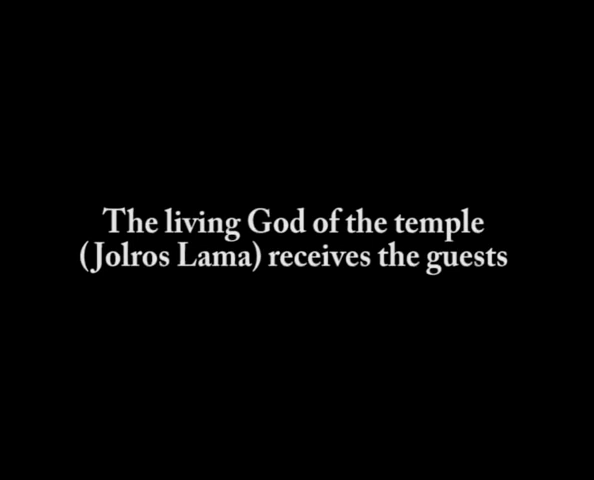 The living God of the temple
(Jolros Lama) receives the guests